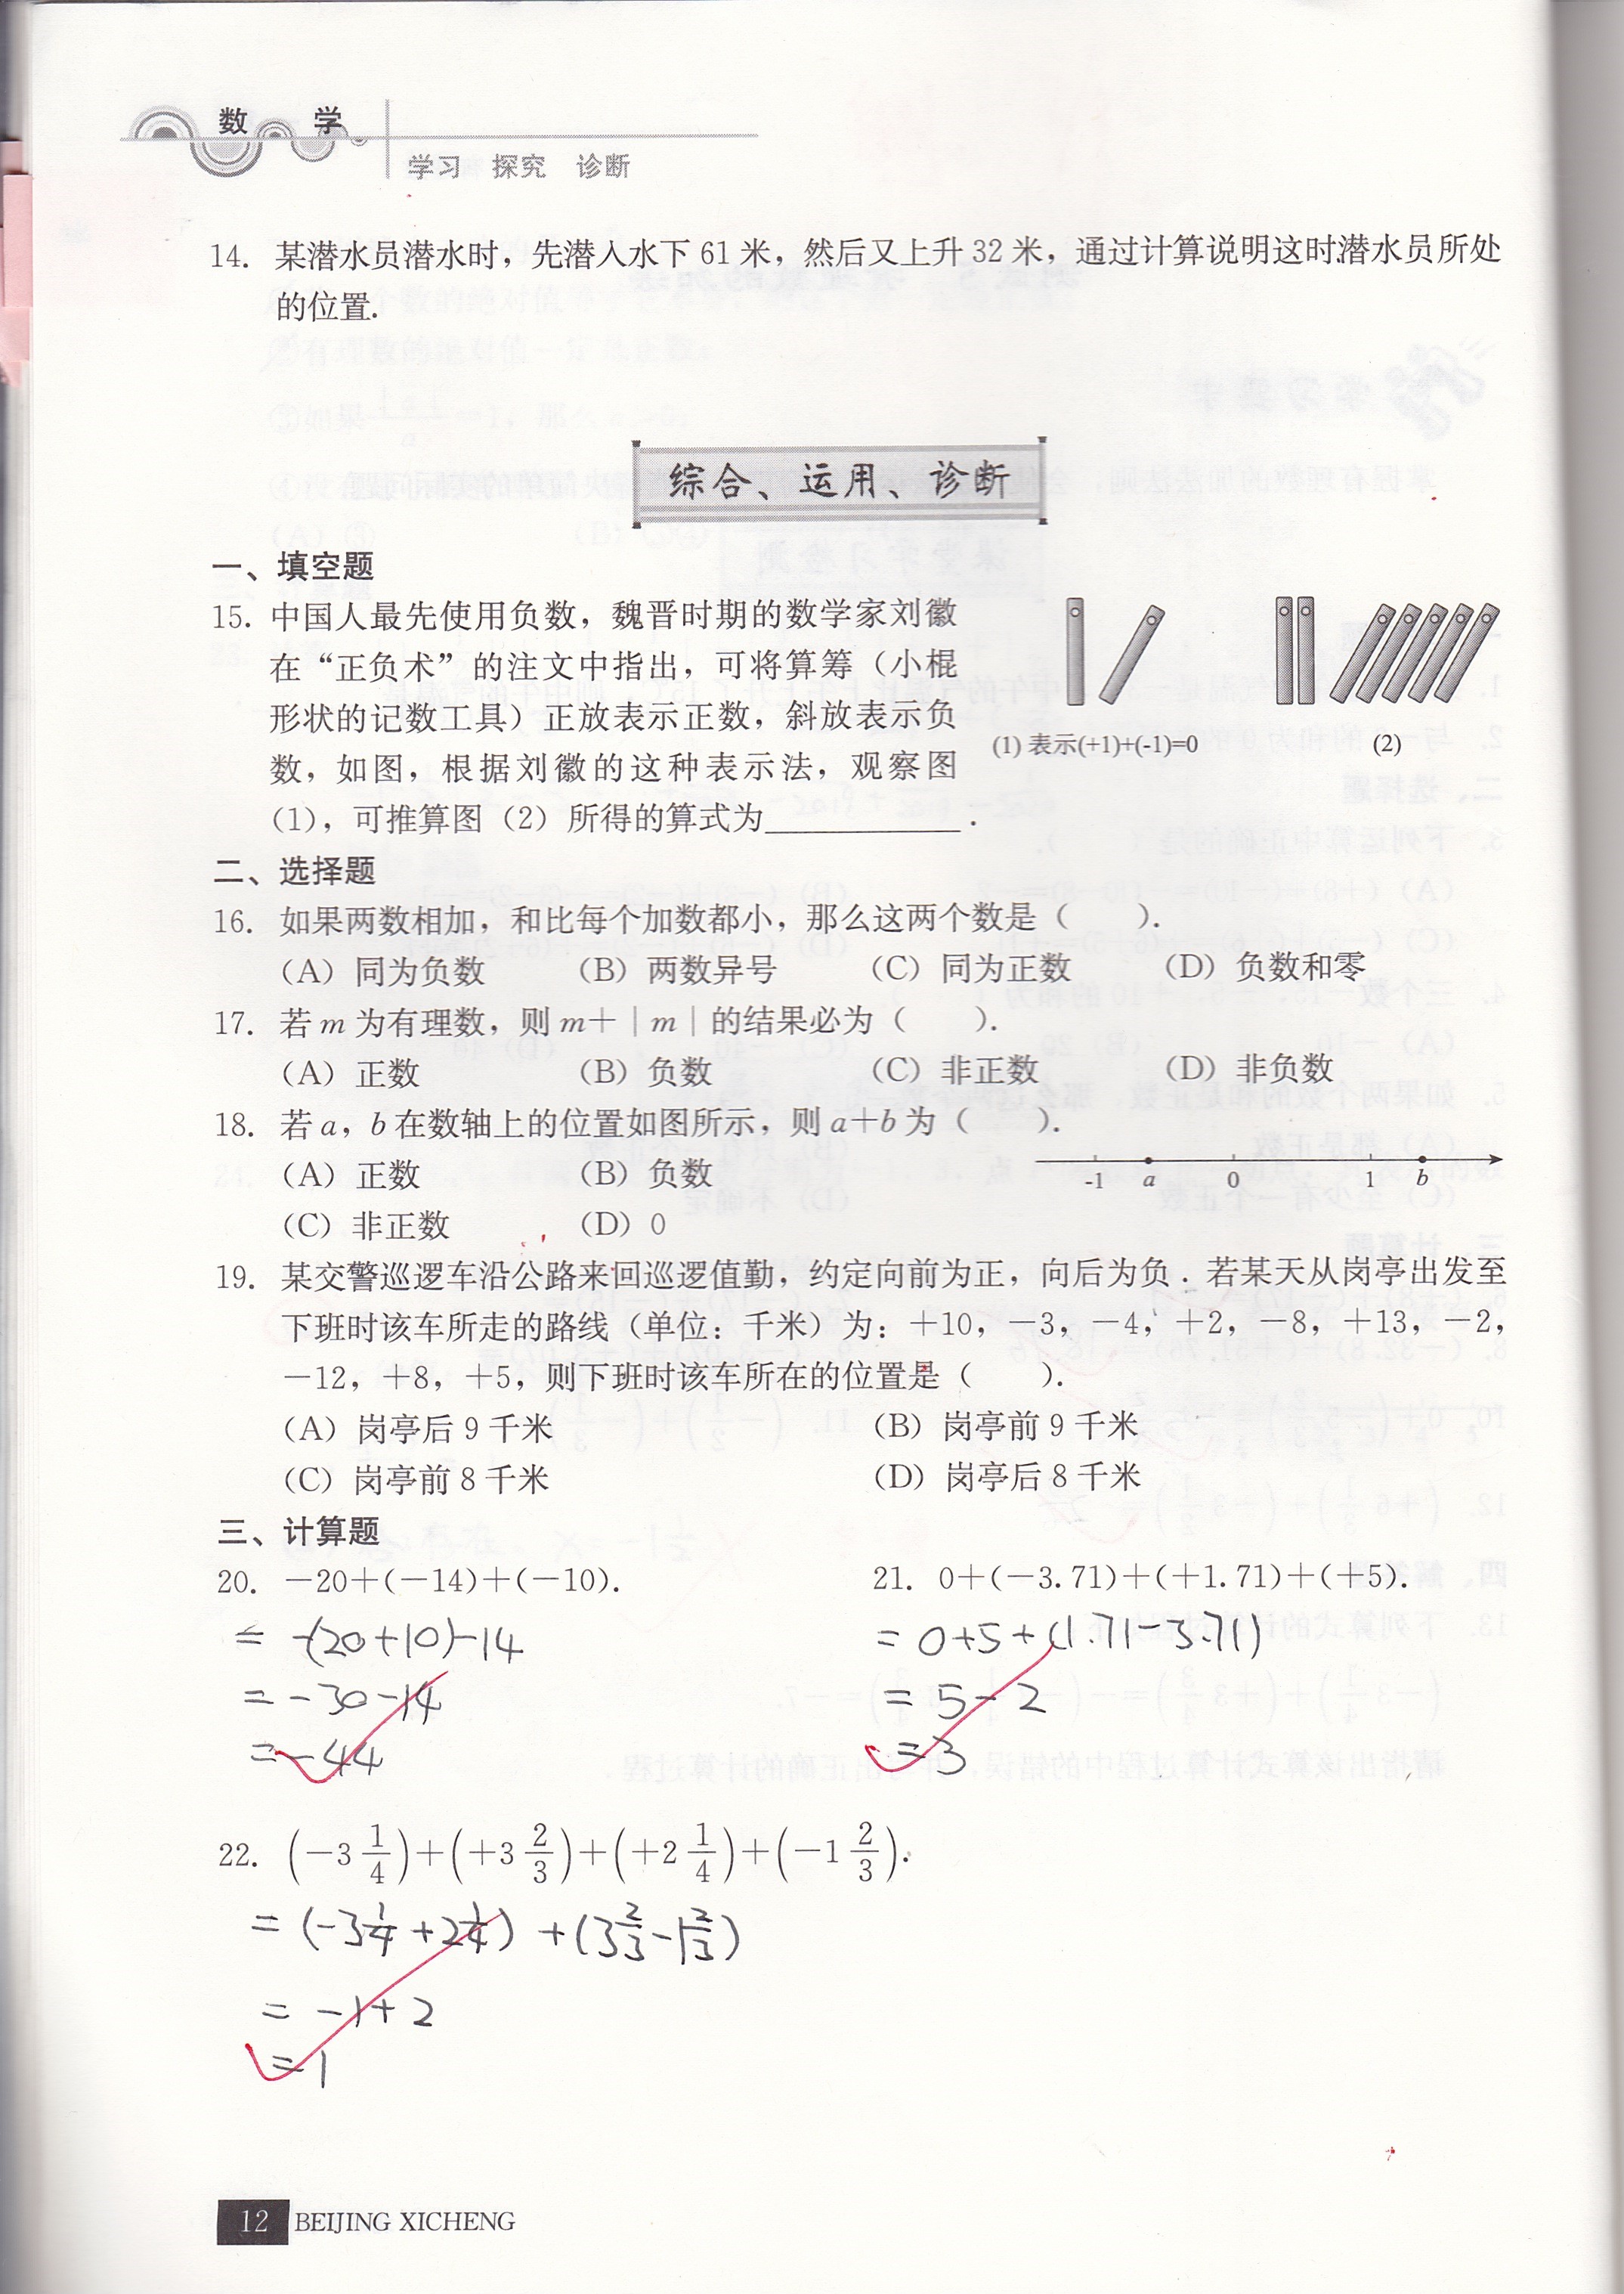 数 学
学习 探究 诊断
14. 某潜水员潜水时，先潜入水下 61 米，然后又上升 32 米，通过计算说明这时潜水员所处
的位置.
综合、运用、诊断
一、填空题
15. 中国人最先使用负数，魏晋时期的数学家刘徽
在“正负术”的注文中指出，可将算筹（小棍
形状的记数工具）正放表示正数，斜放表示负
数，如图，根据刘徽的这种表示法，观察图
(1)，可推算图（2）所得的算式为____________.
(1) 表示(+1)+(-1)=0
(2)
二、选择题
16. 如果两数相加，和比每个加数都小，那么这两个数是（　　）.
（A）同为负数 （B）两数异号 （C）同为正数 （D）负数和零
17. 若 m 为有理数，则 m＋|m| 的结果必为（　　）.
（A）正数 （B）负数 （C）非正数 （D）非负数
18. 若 a，b 在数轴上的位置如图所示，则 a＋b 为（　　）.
（A）正数 （B）负数
-1 a 0 1 b
（C）非正数 （D）0
19. 某交警巡逻车沿公路来回巡逻值勤，约定向前为正，向后为负．若某天从岗亭出发至
下班时该车所走的路线（单位：千米）为：＋10，－3，－4，＋2，－8，＋13，－2，
－12，＋8，＋5，则下班时该车所在的位置是（　　）.
（A）岗亭后 9 千米 （B）岗亭前 9 千米
（C）岗亭前 8 千米 （D）岗亭后 8 千米
三、计算题
20. －20＋(－14)＋(－10).
= -(20+10)-14
= -30-14
= -44
21. 0＋(－3.71)＋(＋1.71)＋(＋5).
= 0+5+(1.71-3.71)
= 5-2
=3
22. (－3 1/4)＋(＋3 2/3)＋(＋2 1/4)＋(－1 2/3).
= (-3 1/4 + 2 1/4) + (3 2/3 - 1 2/3)
= -1+2
=1
12 BEIJING XICHENG